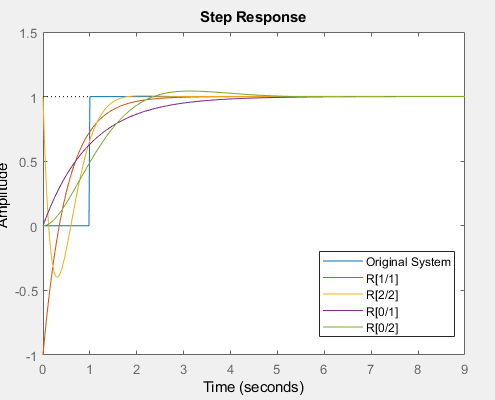 Step Response
1.5
1
0.5
0
-0.5
-1
Amplitude
0 1 2 3 4 5 6 7 8 9
Time (seconds)
Original System
R[1/1]
R[2/2]
R[0/1]
R[0/2]